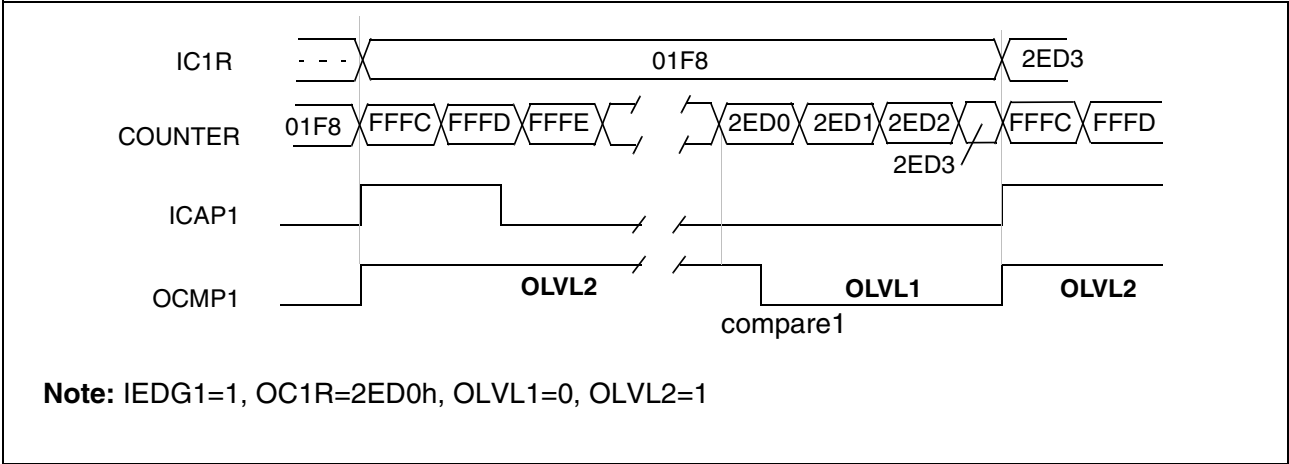 IC1R - - - 01F8 2ED3
COUNTER 01F8 FFFC FFFD FFFE 2ED0 2ED1 2ED2 FFFC FFFD
2ED3
ICAP1
OCMP1 OLVL2 OLVL1 OLVL2
compare1
Note: IEDG1=1, OC1R=2ED0h, OLVL1=0, OLVL2=1